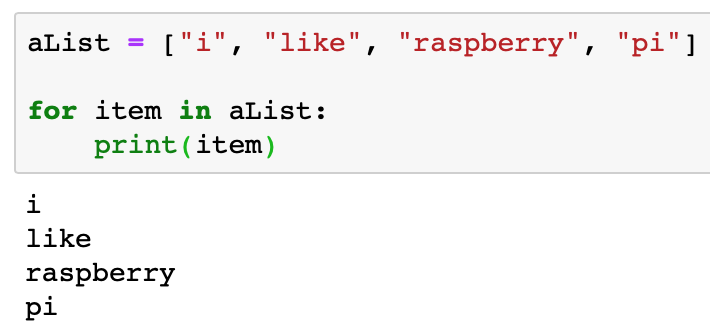 aList = ["i", "like", "raspberry", "pi"]
for item in aList:
    print(item)
i
like
raspberry
pi